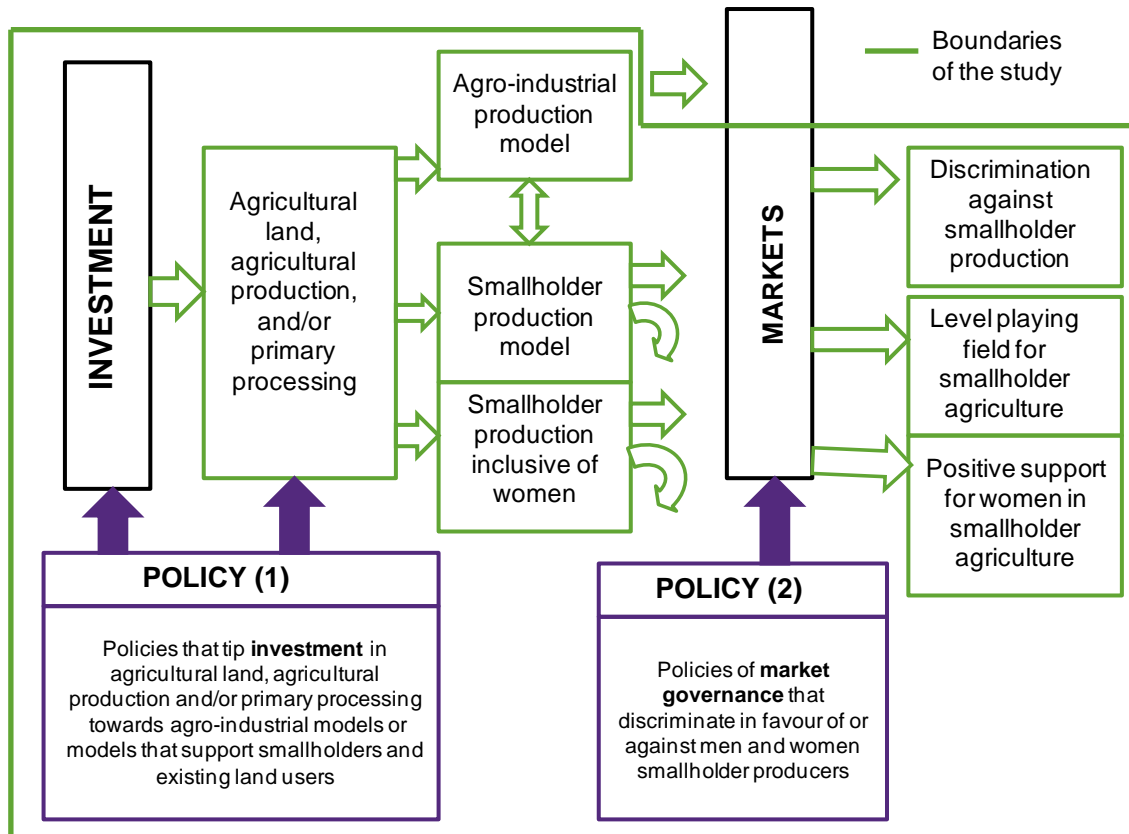 Boundaries
of the study
INVESTMENT
Agricultural
land,
agricultural
production,
and/or
primary
processing
Agro-industrial
production
model
Smallholder
production
model
Smallholder
production
inclusive of
women
MARKETS
Discrimination
against
smallholder
production
Level playing
field for
smallholder
agriculture
Positive support
for women in
smallholder
agriculture
POLICY (1)
Policies that tip investment in
agricultural land, agricultural
production and/or primary processing
towards agro-industrial models or
models that support smallholders and
existing land users
POLICY (2)
Policies of market
governance that
discriminate in favour of or
against men and women
smallholder producers